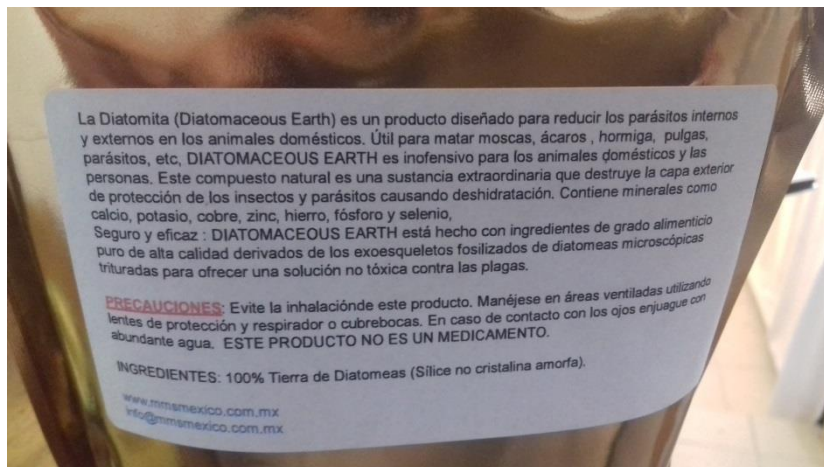 La Diatomita (Diatomaceous Earth) es un producto diseñado para reducir los parásitos internos
y externos en los animales domésticos. Útil para matar moscas, ácaros , hormiga, pulgas,
parásitos, etc, DIATOMACEOUS EARTH es inofensivo para los animales domésticos y las
personas. Este compuesto natural es una sustancia extraordinaria que destruye la capa exterior
de protección de los insectos y parásitos causando deshidratación. Contiene minerales como
calcio, potasio, cobre, zinc, hierro, fósforo y selenio,
Seguro y eficaz : DIATOMACEOUS EARTH está hecho con ingredientes de grado alimenticio
puro de alta calidad derivados de los exoesqueletos fosilizados de diatomeas microscópicas
trituradas para ofrecer una solución no tóxica contra las plagas.
PRECAUCIONES: Evite la inhalaciónde este producto. Manéjese en áreas ventiladas utilizando
lentes de protección y respirador o cubrebocas. En caso de contacto con los ojos enjuague con
abundante agua. ESTE PRODUCTO NO ES UN MEDICAMENTO.
INGREDIENTES: 100% Tierra de Diatomeas (Sílice no cristalina amorfa).
www.mmsmexico.com.mx
info@mmsmexico.com.mx